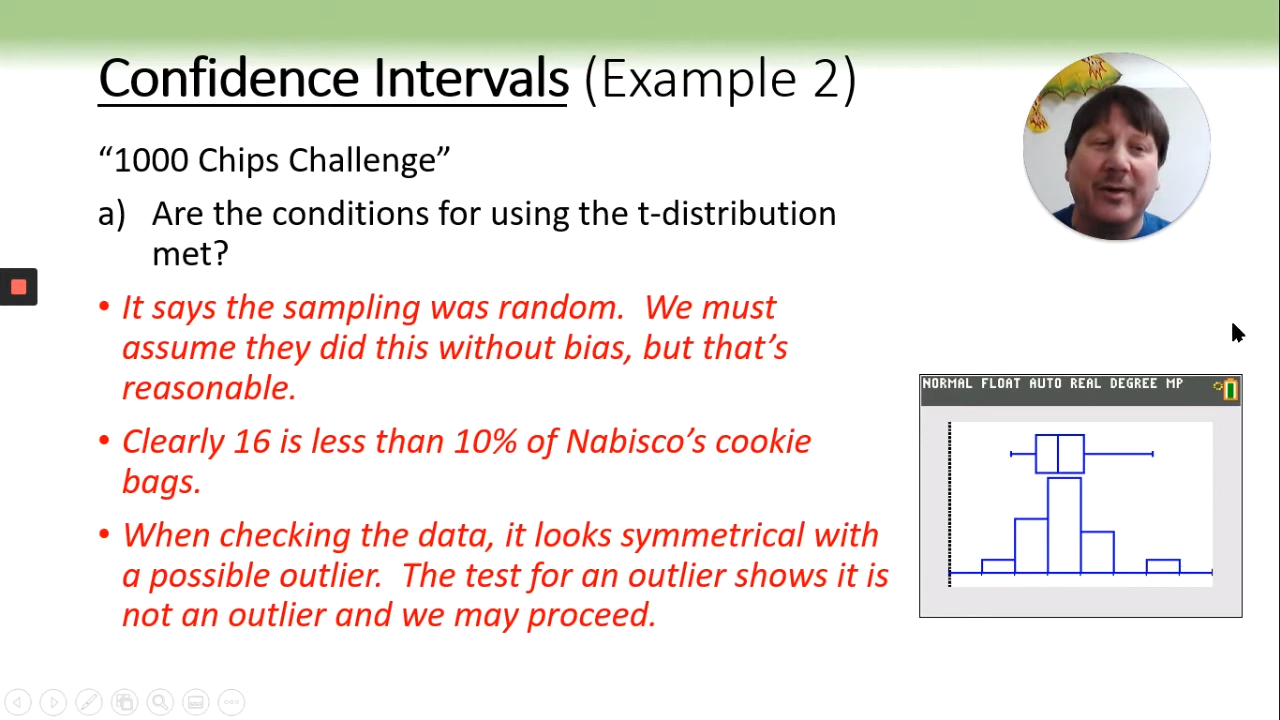 Confidence Intervals (Example 2)
“1000 Chips Challenge”
a) Are the conditions for using the t-distribution
met?
• It says the sampling was random. We must
assume they did this without bias, but that’s
reasonable.
• Clearly 16 is less than 10% of Nabisco’s cookie
bags.
• When checking the data, it looks symmetrical with
a possible outlier. The test for an outlier shows it is
not an outlier and we may proceed.
NORMAL FLOAT AUTO REAL DEGREE MP